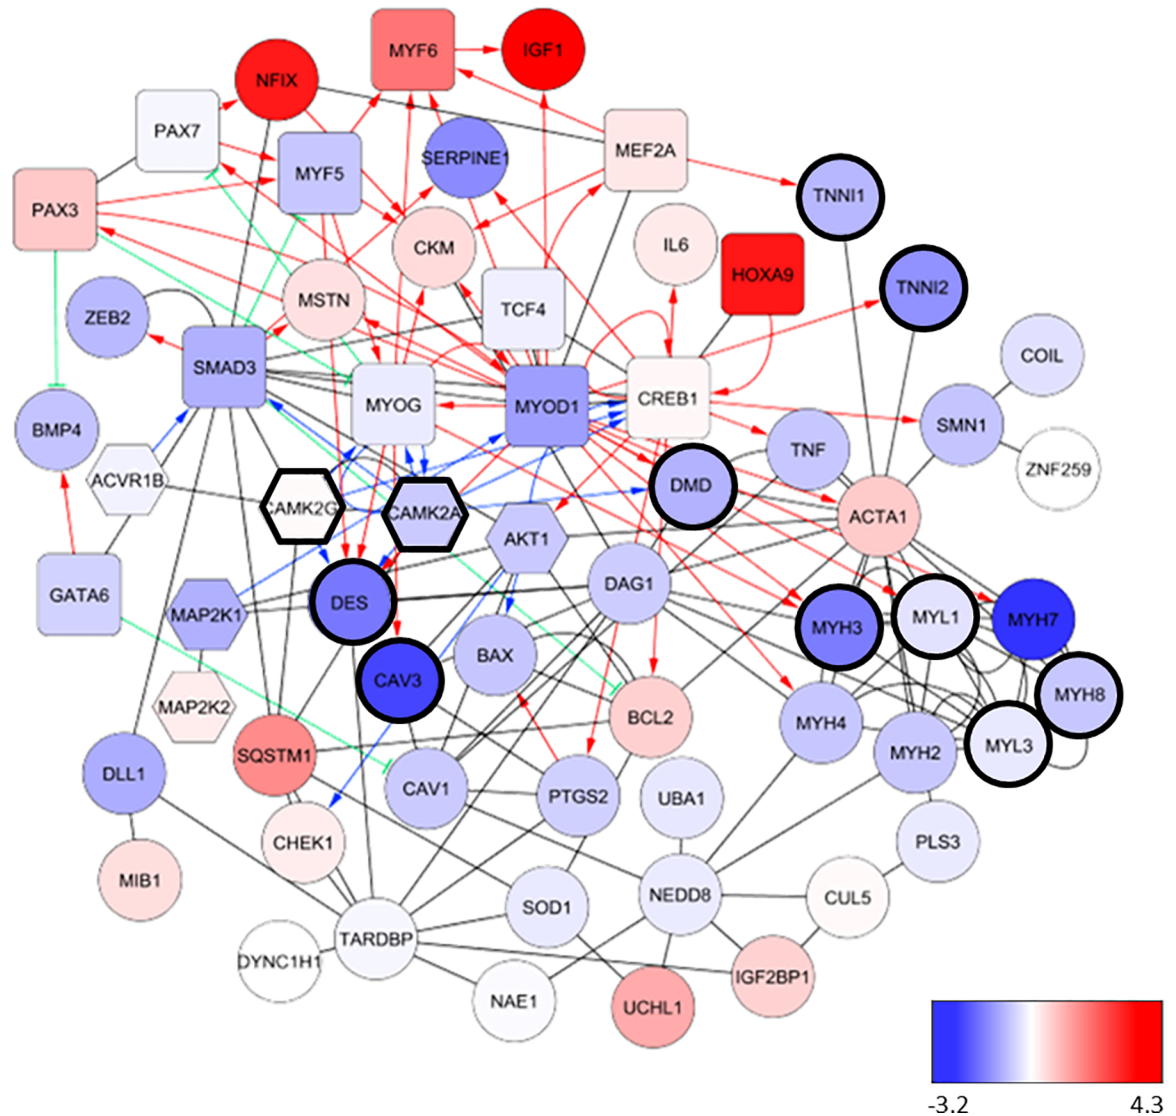 MYF6
IGF1
NFIX
PAX7
SERPINE1
MEF2A
MYF5
TNNI1
PAX3
CKM
IL6
HOXA9
TNNI2
MSTN
TCF4
ZEB2
COIL
SMAD3
MYOG
MYOD1
CREB1
BMP4
SMN1
TNF
ZNF259
ACVR1B
DMD
CAMK2G
CAMK2A
ACTA1
AKT1
GATA6
DAG1
MAP2K1
DES
MYH3
MYL1
MYH7
BAX
CAV3
MYH8
MAP2K2
BCL2
MYH4
SQSTM1
MYH2
MYL3
DLL1
CAV1
PTGS2
UBA1
CHEK1
PLS3
MIB1
NEDD8
CUL5
SOD1
TARDBP
DYNC1H1
IGF2BP1
NAE1
UCHL1
-3.2 4.3